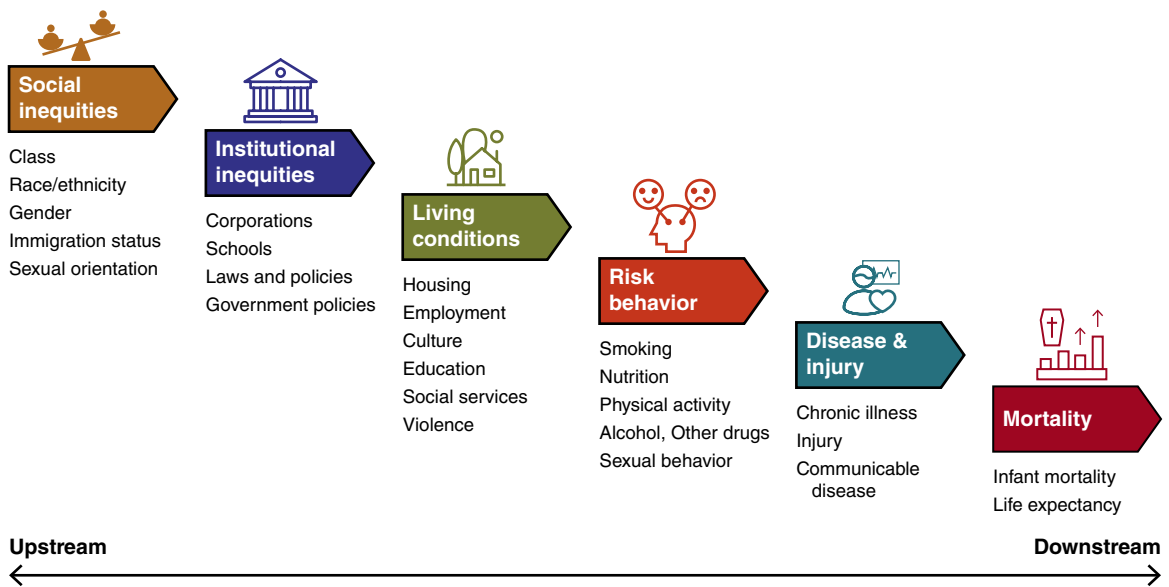 Social
inequities
Class
Race/ethnicity
Gender
Immigration status
Sexual orientation
Institutional
inequities
Corporations
Schools
Laws and policies
Government policies
Living
conditions
Housing
Employment
Culture
Education
Social services
Violence
Risk
behavior
Smoking
Nutrition
Physical activity
Alcohol, Other drugs
Sexual behavior
Disease &
injury
Chronic illness
Injury
Communicable
disease
Mortality
Infant mortality
Life expectancy
Upstream
Downstream